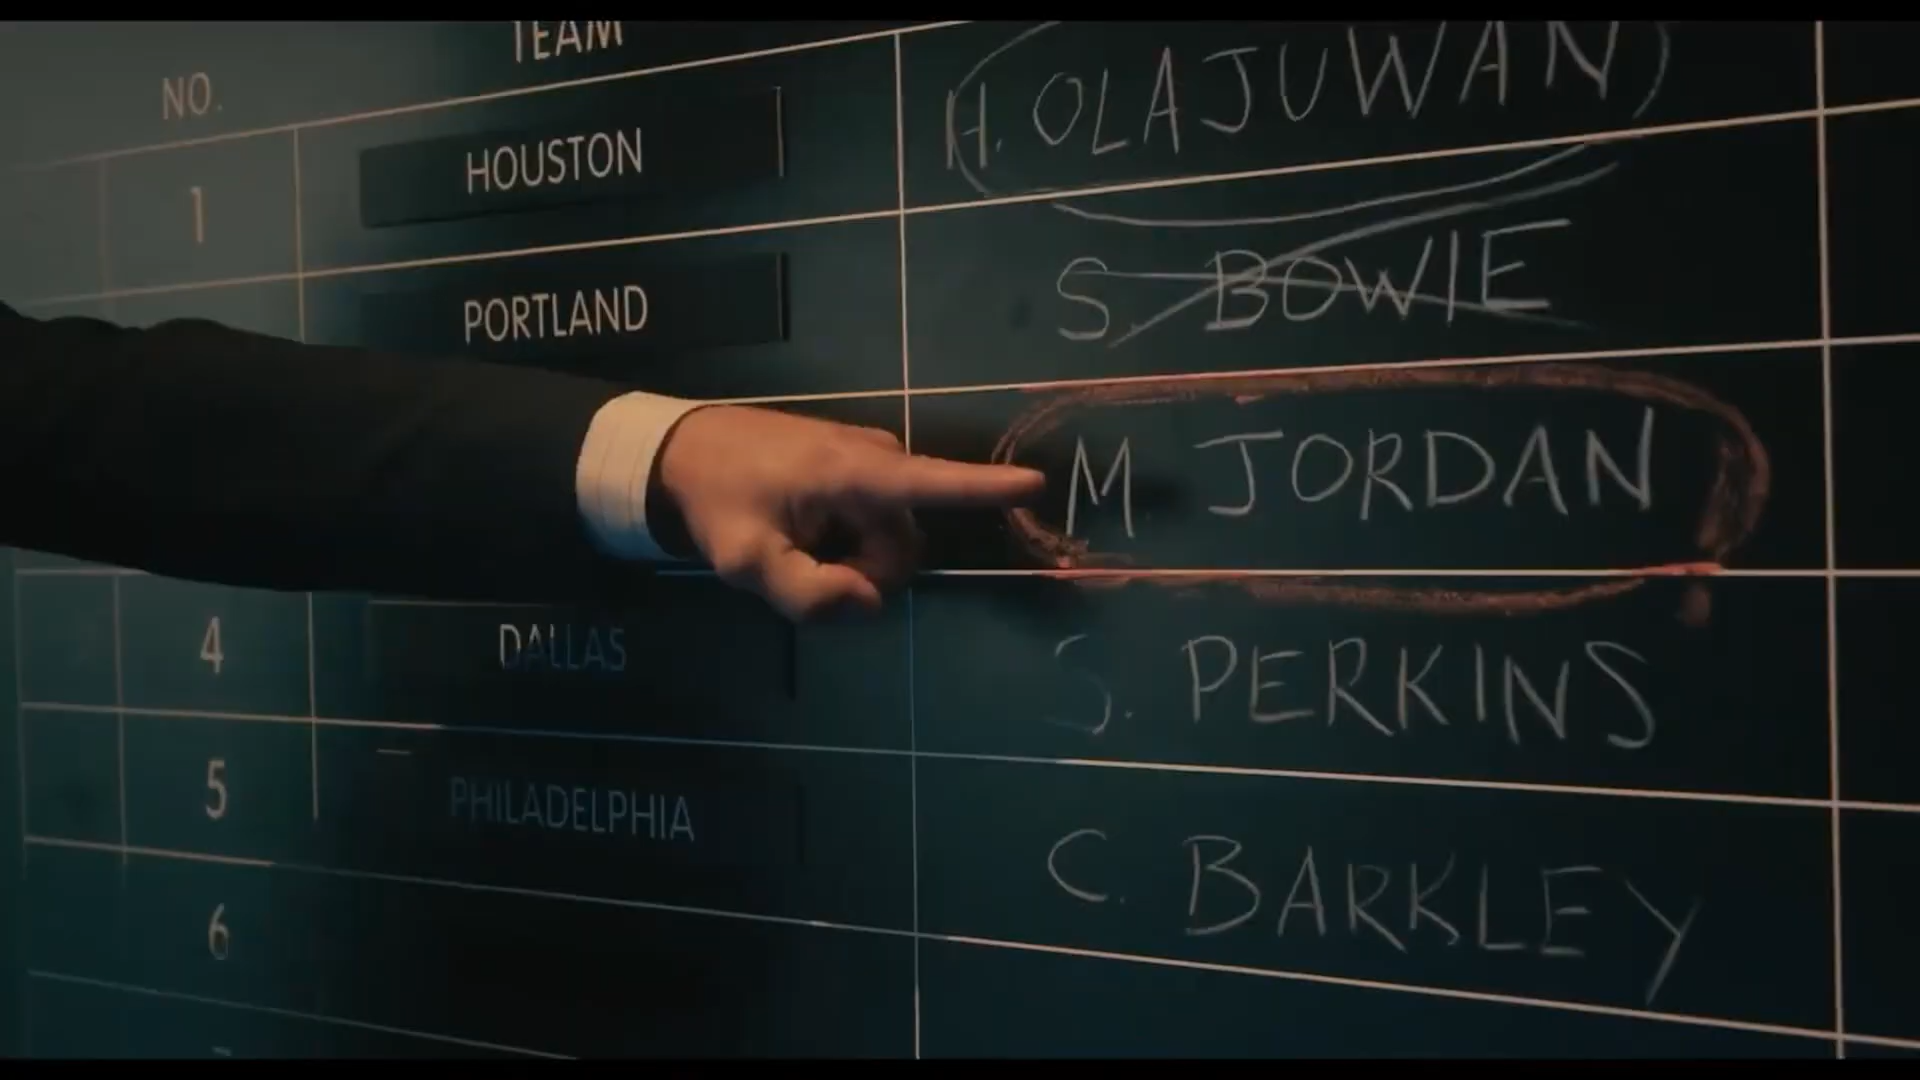 NO. TEAM
1 HOUSTON H. OLAJUWAN
PORTLAND S. BOWIE
M. JORDAN
4 DALLAS S. PERKINS
5 PHILADELPHIA C. BARKLEY
6